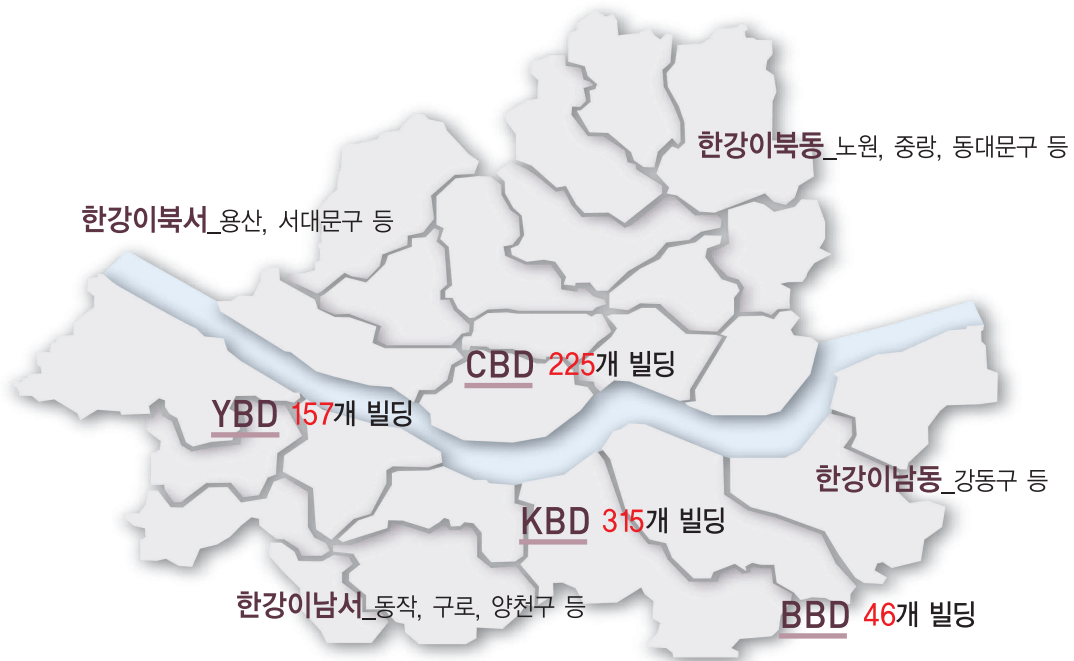 한강이북동_노원, 중랑, 동대문구 등
한강이북서_용산, 서대문구 등
CBD 225개 빌딩
YBD 157개 빌딩
한강이남동_강동구 등
KBD 315개 빌딩
한강이남서_동작, 구로, 양천구 등
BBD 46개 빌딩